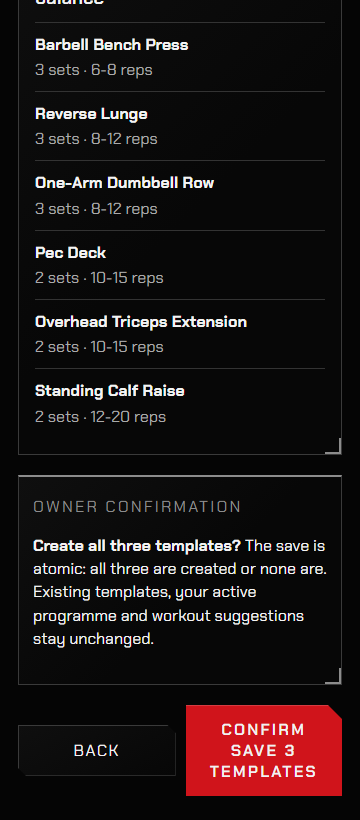 Barbell Bench Press
3 sets · 6-8 reps
Reverse Lunge
3 sets · 8-12 reps
One-Arm Dumbbell Row
3 sets · 8-12 reps
Pec Deck
2 sets · 10-15 reps
Overhead Triceps Extension
2 sets · 10-15 reps
Standing Calf Raise
2 sets · 12-20 reps
OWNER CONFIRMATION
Create all three templates? The save is
atomic: all three are created or none are.
Existing templates, your active
programme and workout suggestions
stay unchanged.
BACK
CONFIRM
SAVE 3
TEMPLATES